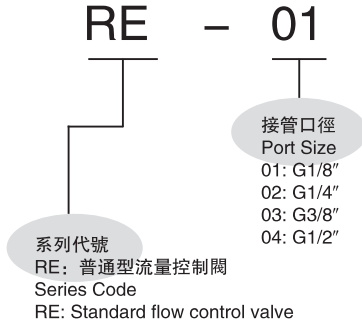 RE – 01
接管口徑
Port Size
01: G1/8″
02: G1/4″
03: G3/8″
04: G1/2″
系列代號
RE：普通型流量控制閥
Series Code
RE: Standard flow control valve